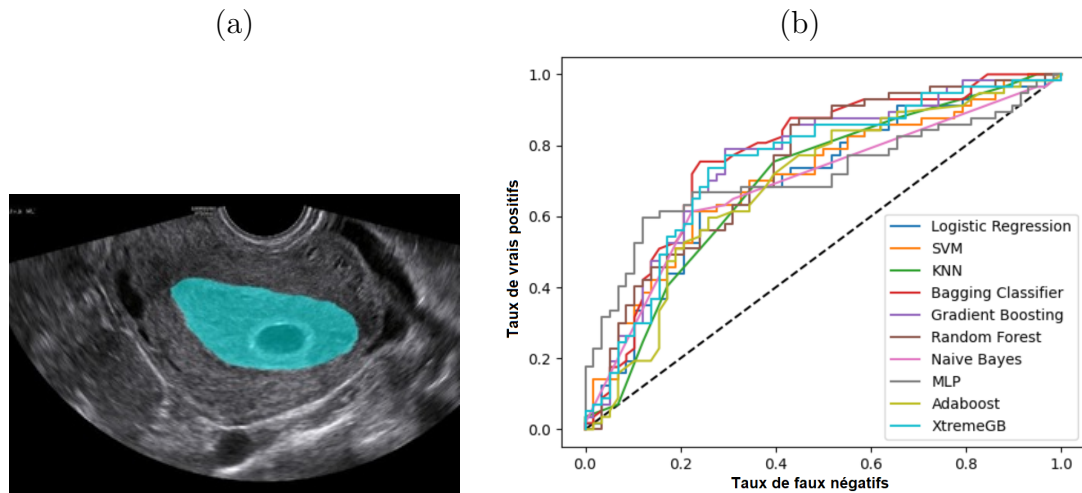 (a)
(b)
Taux de vrais positifs
1.0
0.8
0.6
0.4
0.2
0.0
Logistic Regression
SVM
KNN
Bagging Classifier
Gradient Boosting
Random Forest
Naive Bayes
MLP
Adaboost
XtremeGB
0.0 0.2 0.4 0.6 0.8 1.0
Taux de faux négatifs